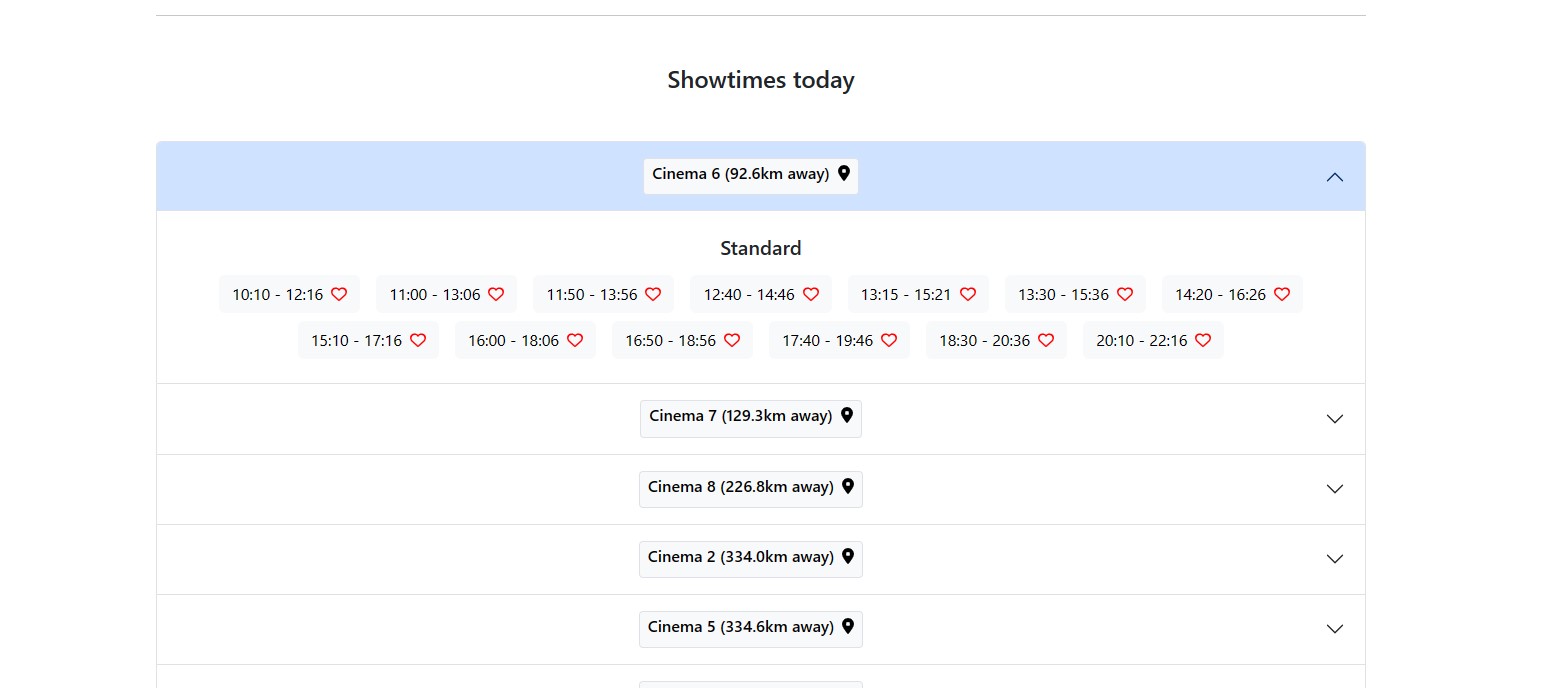 Showtimes today
Cinema 6 (92.6km away)
Standard
10:10 - 12:16 11:00 - 13:06 11:50 - 13:56 12:40 - 14:46 13:15 - 15:21 13:30 - 15:36 14:20 - 16:26
15:10 - 17:16 16:00 - 18:06 16:50 - 18:56 17:40 - 19:46 18:30 - 20:36 20:10 - 22:16
Cinema 7 (129.3km away)
Cinema 8 (226.8km away)
Cinema 2 (334.0km away)
Cinema 5 (334.6km away)